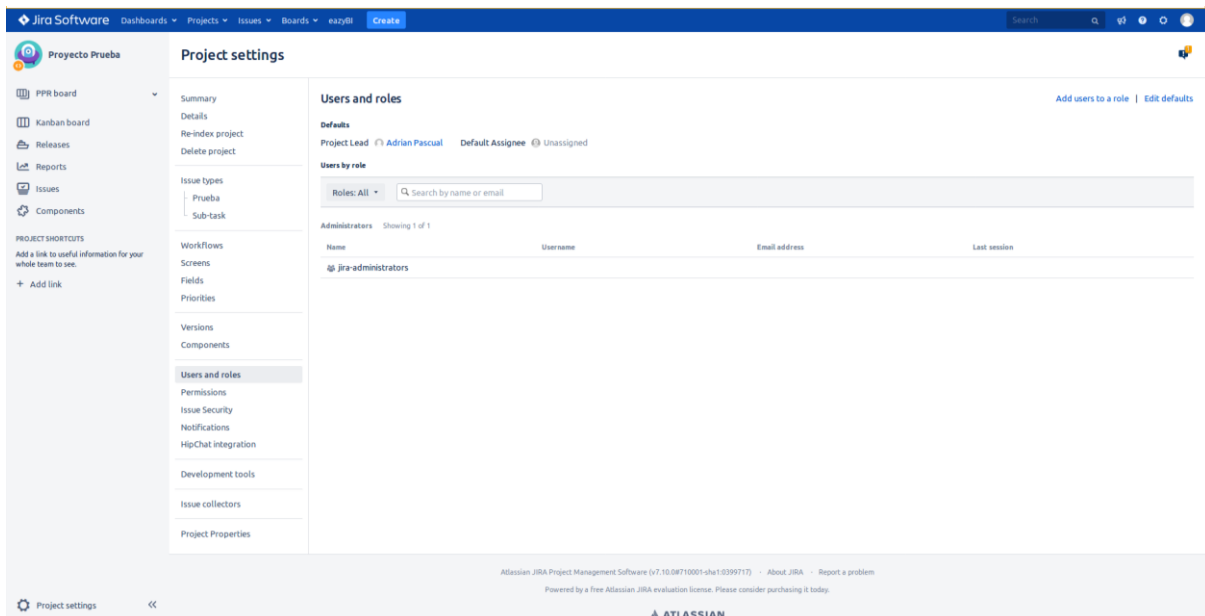 Jira Software Dashboards Projects Issues Boards eazyBI Create Search
Proyecto Prueba
PPR board
Kanban board
Releases
Reports
Issues
Components
PROJECT SHORTCUTS
Add a link to useful information for your
whole team to see.
+ Add link
Project settings
Project settings
Summary
Details
Re-index project
Delete project
Issue types
Prueba
Sub-task
Workflows
Screens
Fields
Priorities
Versions
Components
Users and roles
Permissions
Issue Security
Notifications
HipChat integration
Development tools
Issue collectors
Project Properties
Users and roles
Add users to a role | Edit defaults
Defaults
Project Lead Adrian Pascual Default Assignee Unassigned
Users by role
Roles: All Search by name or email
Administrators Showing 1 of 1
Name Username Email address Last session
jira-administrators
Atlassian JIRA Project Management Software (v7.10.0#710001-sha1:0399717) · About JIRA · Report a problem
Powered by a free Atlassian JIRA evaluation license. Please consider purchasing it today.
ATLASSIAN